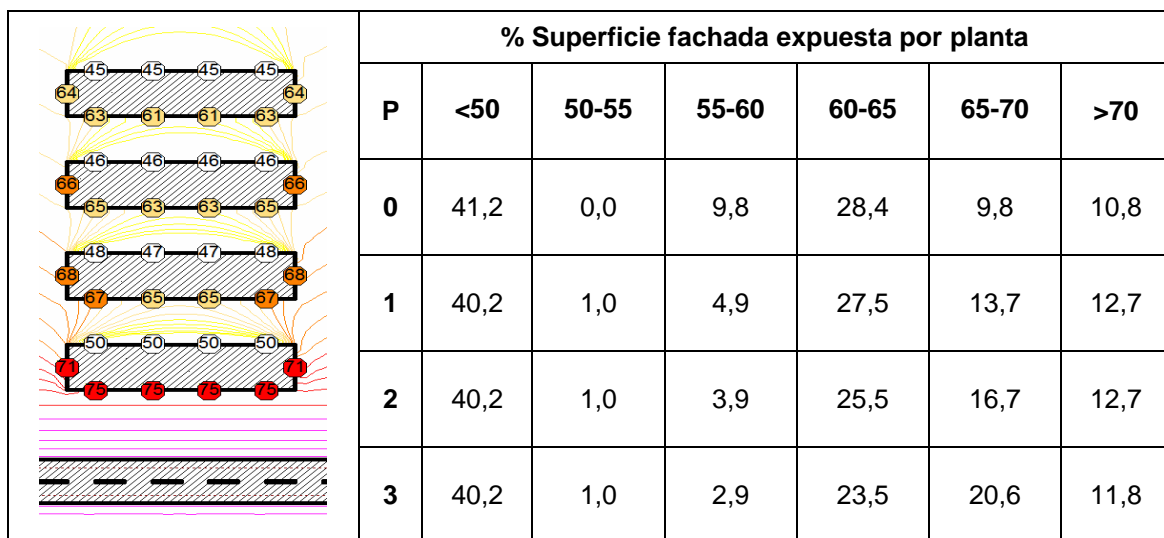 % Superficie fachada expuesta por planta
P <50 50-55 55-60 60-65 65-70 >70
0 41,2 0,0 9,8 28,4 9,8 10,8
1 40,2 1,0 4,9 27,5 13,7 12,7
2 40,2 1,0 3,9 25,5 16,7 12,7
3 40,2 1,0 2,9 23,5 20,6 11,8
45 45 45 45
64 64
63 61 61 63
46 46 46 46
66 66
65 63 63 65
48 47 47 48
68 68
67 65 65 67
50 50 50 50
71 71
75 75 75 75